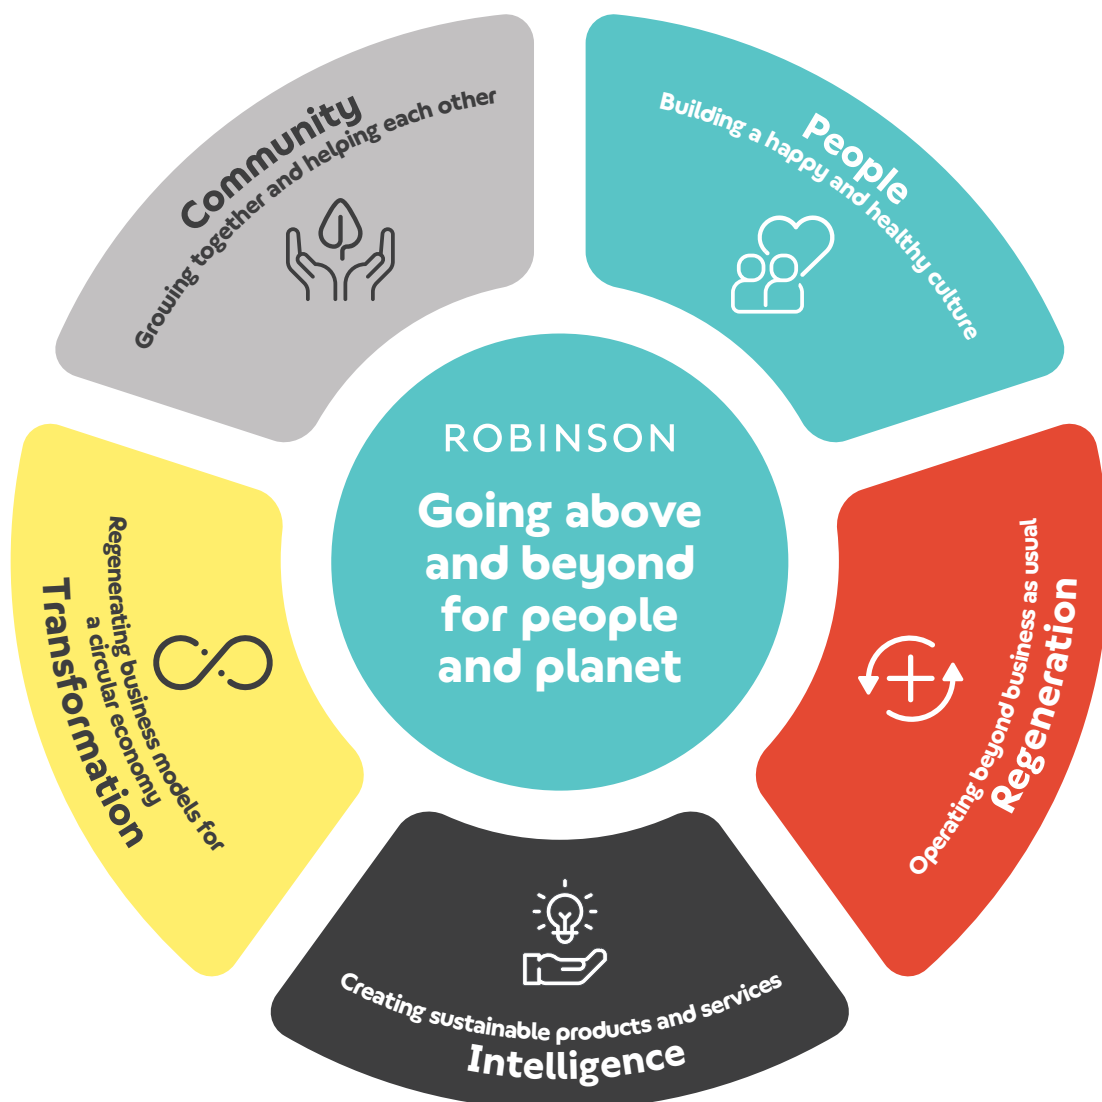 Community
Growing together and helping each other
People
Building a happy and healthy culture
ROBINSON
Going above
and beyond
for people
and planet
Operating beyond business as usual
Regeneration
Regenerating business models for
a circular economy
Transformation
Creating sustainable products and services
Intelligence